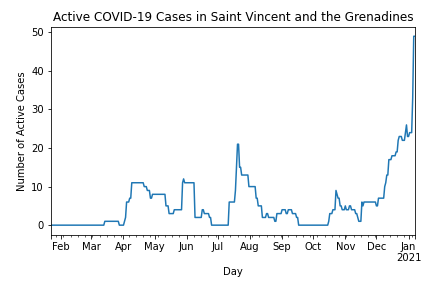 Active COVID-19 Cases in Saint Vincent and the Grenadines
Number of Active Cases
50
40
30
20
10
0
Feb Mar Apr May Jun Jul Aug Sep Oct Nov Dec Jan
2021
Day